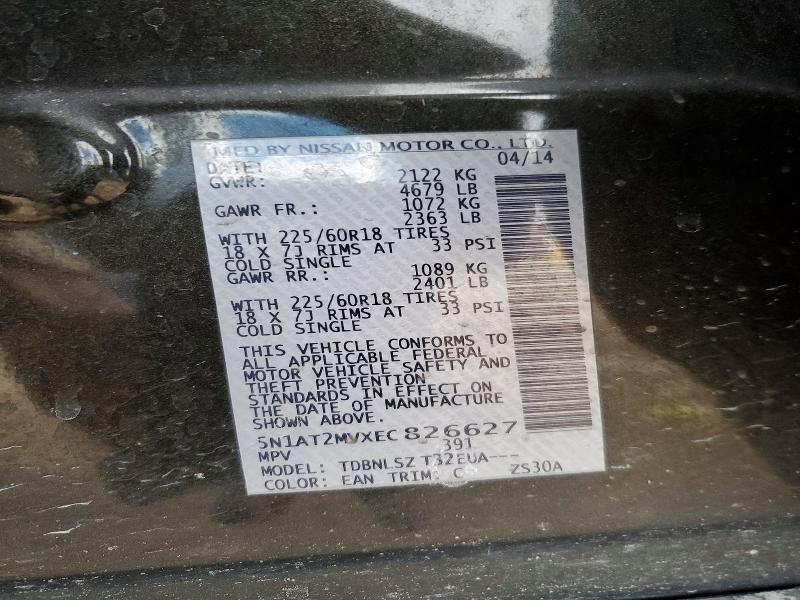 MFD BY NISSAN MOTOR CO., LTD.
DATE: 04/14
GVWR: 2122 KG
4679 LB
GAWR FR.: 1072 KG
2363 LB
WITH 225/60R18 TIRES
18 X 7J RIMS AT 33 PSI
COLD SINGLE
GAWR RR.: 1089 KG
2401 LB
WITH 225/60R18 TIRES
18 X 7J RIMS AT 33 PSI
COLD SINGLE
THIS VEHICLE CONFORMS TO
ALL APPLICABLE FEDERAL
MOTOR VEHICLE SAFETY AND
THEFT PREVENTION
STANDARDS IN EFFECT ON
THE DATE OF MANUFACTURE
SHOWN ABOVE.
5N1AT2MVXEC826627
MPV 391
MODEL: TDBNLSZ T32EUA---
COLOR: EAN TRIM: C ZS30A